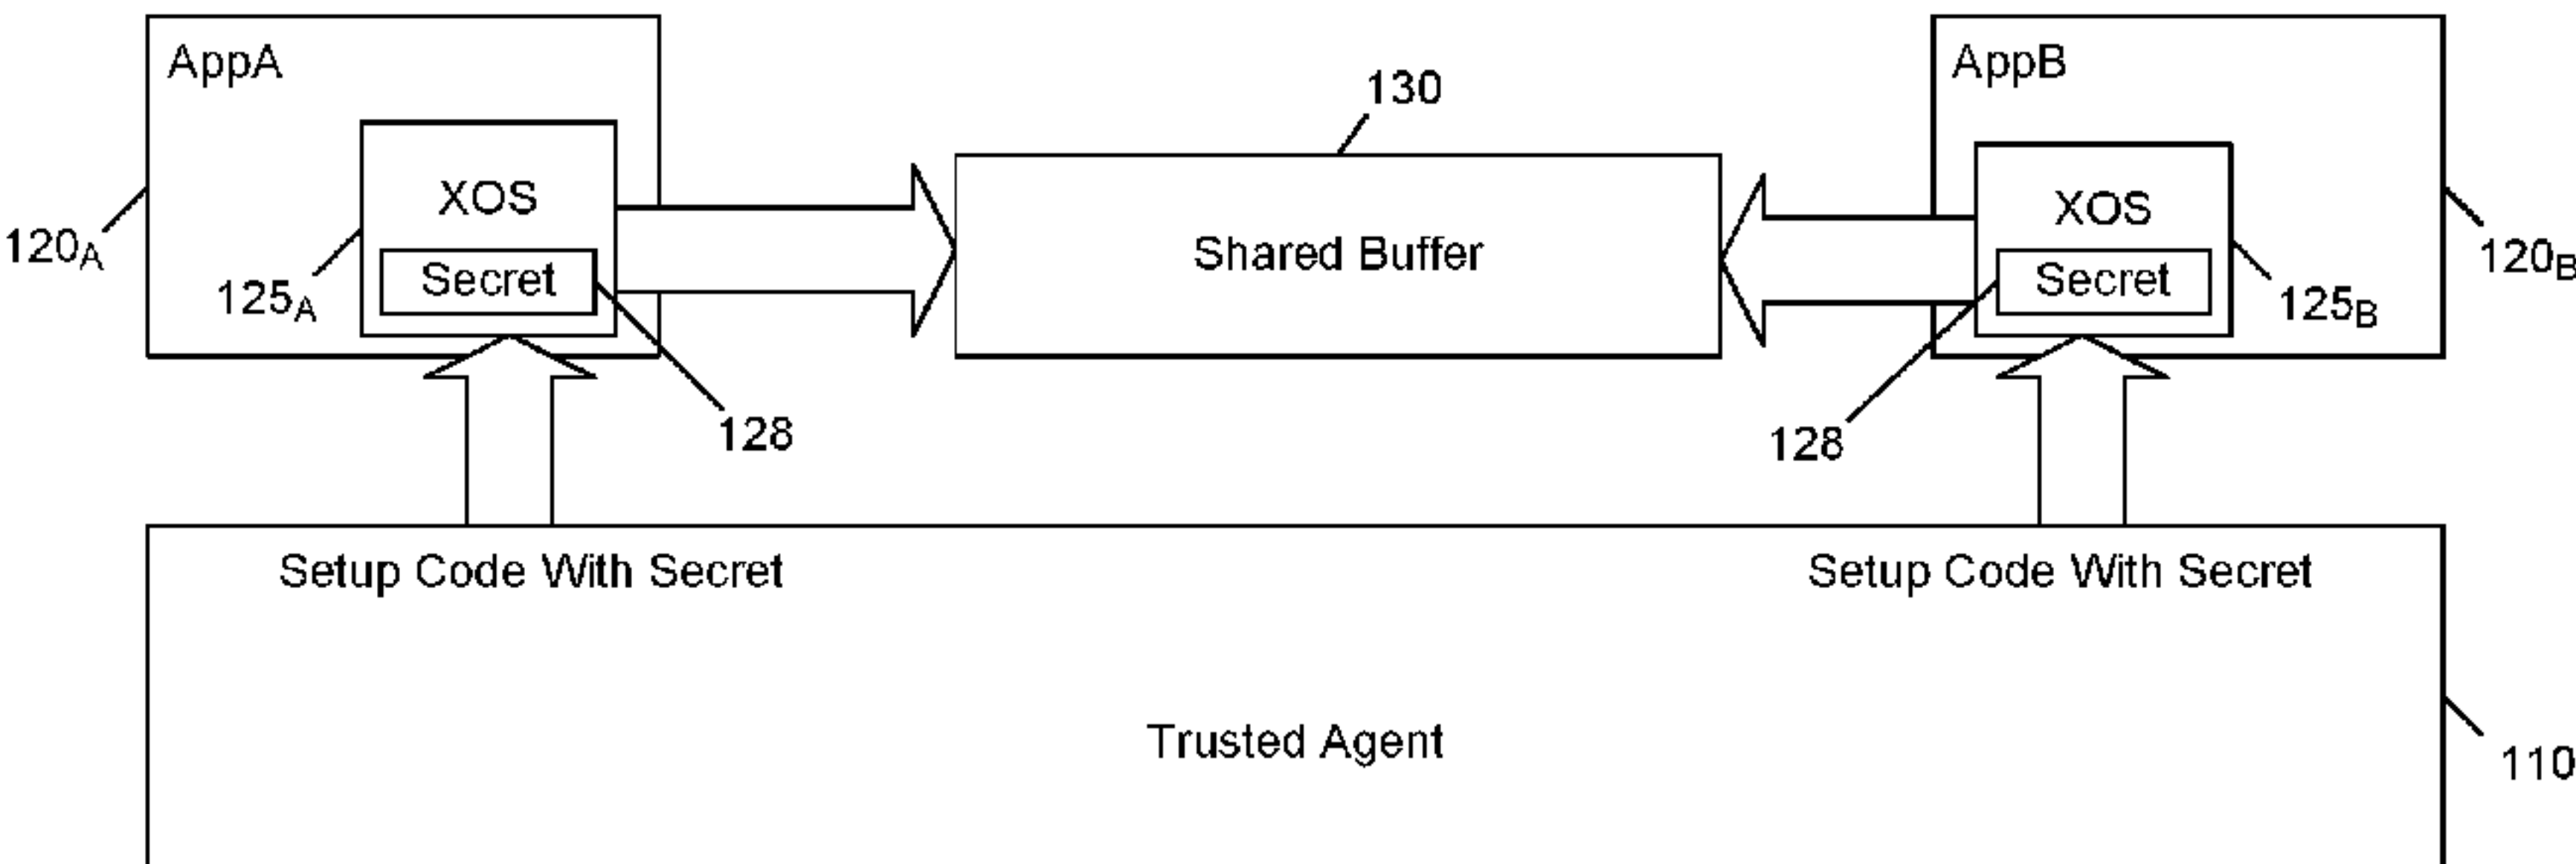 AppA
AppB
130
XOS
XOS
120A
Shared Buffer
120B
Secret
Secret
125A
125B
128
128
Setup Code With Secret
Setup Code With Secret
Trusted Agent
110